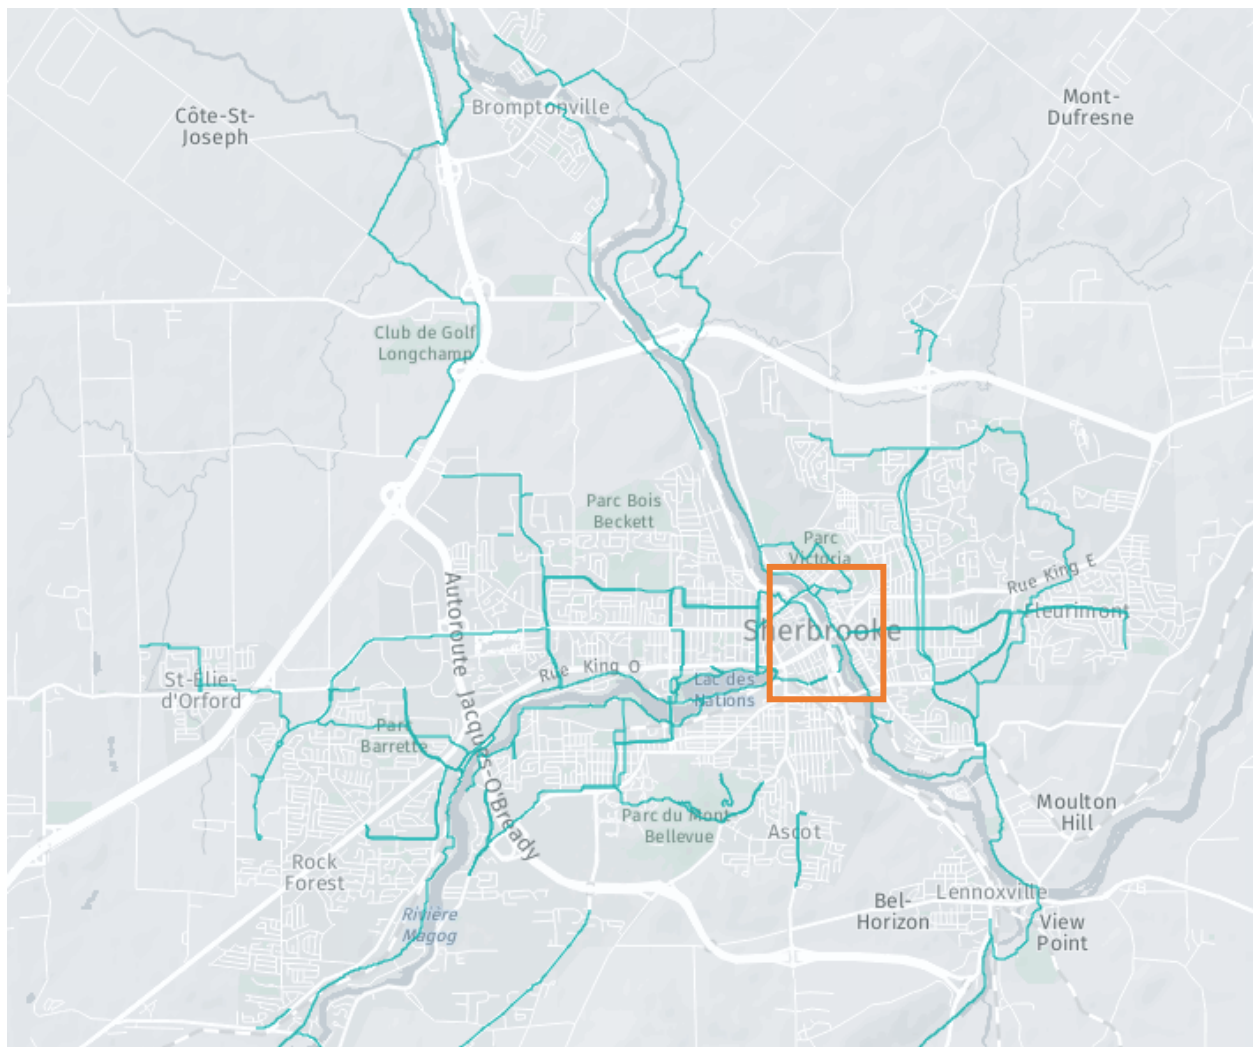 Bromptonville
Côte-St-
Joseph
Mont-
Dufresne
Club de Golf
Longchamp
Parc Bois
Beckett
Parc
Victoria
Rue King E
Fleurimont
Autoroute Jacques-O'Bready
Sherbrooke
Rue King O
St-Élie-
d'Orford
Lac des
Nations
Parc
Barrette
Parc du Mont-
Bellevue
Ascot
Moulton
Hill
Rock
Forest
Bel-
Horizon
Lennoxville
View
Point
Rivière
Magog